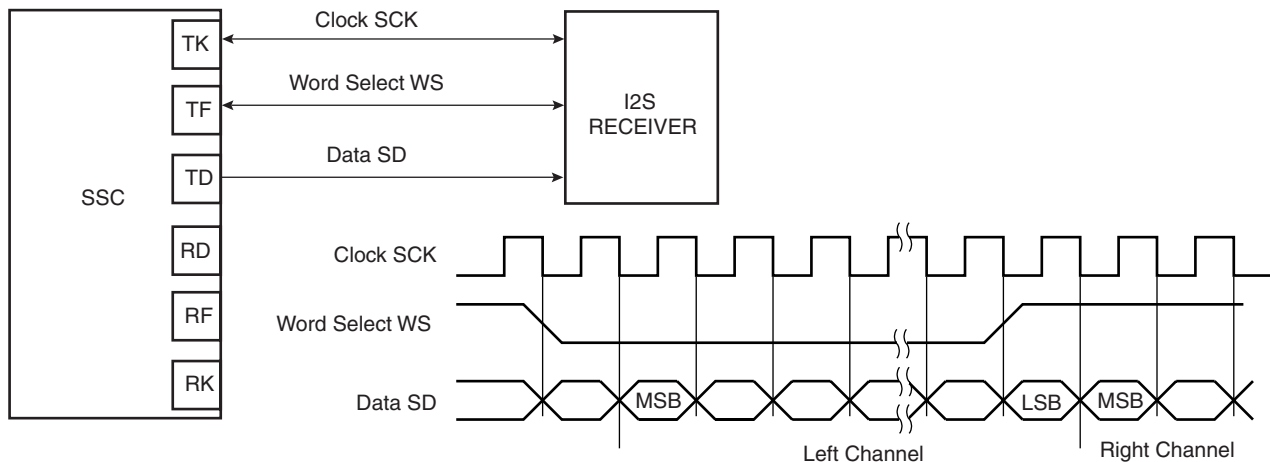 Clock SCK
TK
Word Select WS
TF
I2S
RECEIVER
Data SD
TD
SSC
RD
Clock SCK
RF
Word Select WS
RK
Data SD
MSB
LSB
MSB
Left Channel
Right Channel